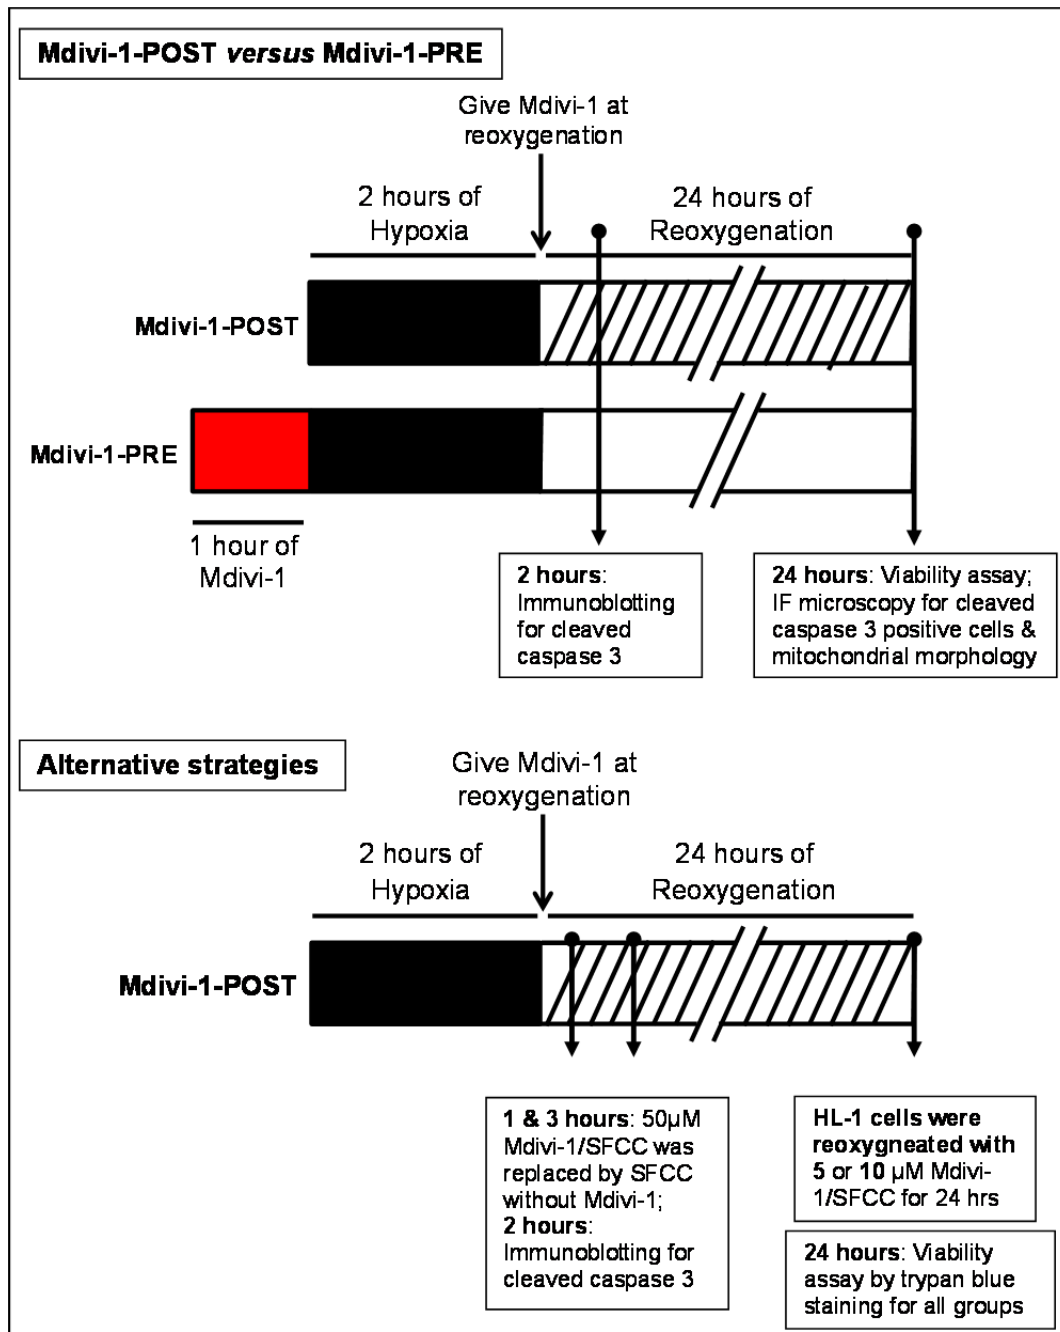 Mdivi-1-POST versus Mdivi-1-PRE
Give Mdivi-1 at
reoxygenation
2 hours of
Hypoxia
24 hours of
Reoxygenation
Mdivi-1-POST
Mdivi-1-PRE
1 hour of
Mdivi-1
2 hours:
Immunoblotting
for cleaved
caspase 3
24 hours: Viability assay;
IF microscopy for cleaved
caspase 3 positive cells &
mitochondrial morphology
Alternative strategies
Give Mdivi-1 at
reoxygenation
2 hours of
Hypoxia
24 hours of
Reoxygenation
Mdivi-1-POST
1 & 3 hours: 50µM
Mdivi-1/SFCC was
replaced by SFCC
without Mdivi-1;
2 hours:
Immunoblotting for
cleaved caspase 3
HL-1 cells were
reoxygneated with
5 or 10 µM Mdivi-
1/SFCC for 24 hrs
24 hours: Viability
assay by trypan blue
staining for all groups